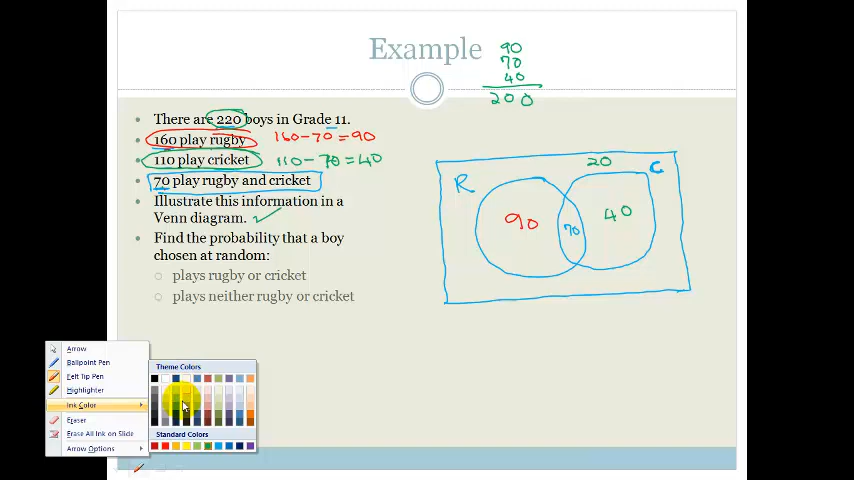 Example
90
70
40
200
There are 220 boys in Grade 11.
160 play rugby 160-70=90
110 play cricket 110-70=40
70 play rugby and cricket
Illustrate this information in a
Venn diagram.
Find the probability that a boy
chosen at random:
plays rugby or cricket
plays neither rugby or cricket
20
R
C
90
70
40
Arrow
Ballpoint Pen
Felt Tip Pen
Highlighter
Ink Color
Eraser
Erase All Ink on Slide
Arrow Options
Theme Colors
Standard Colors